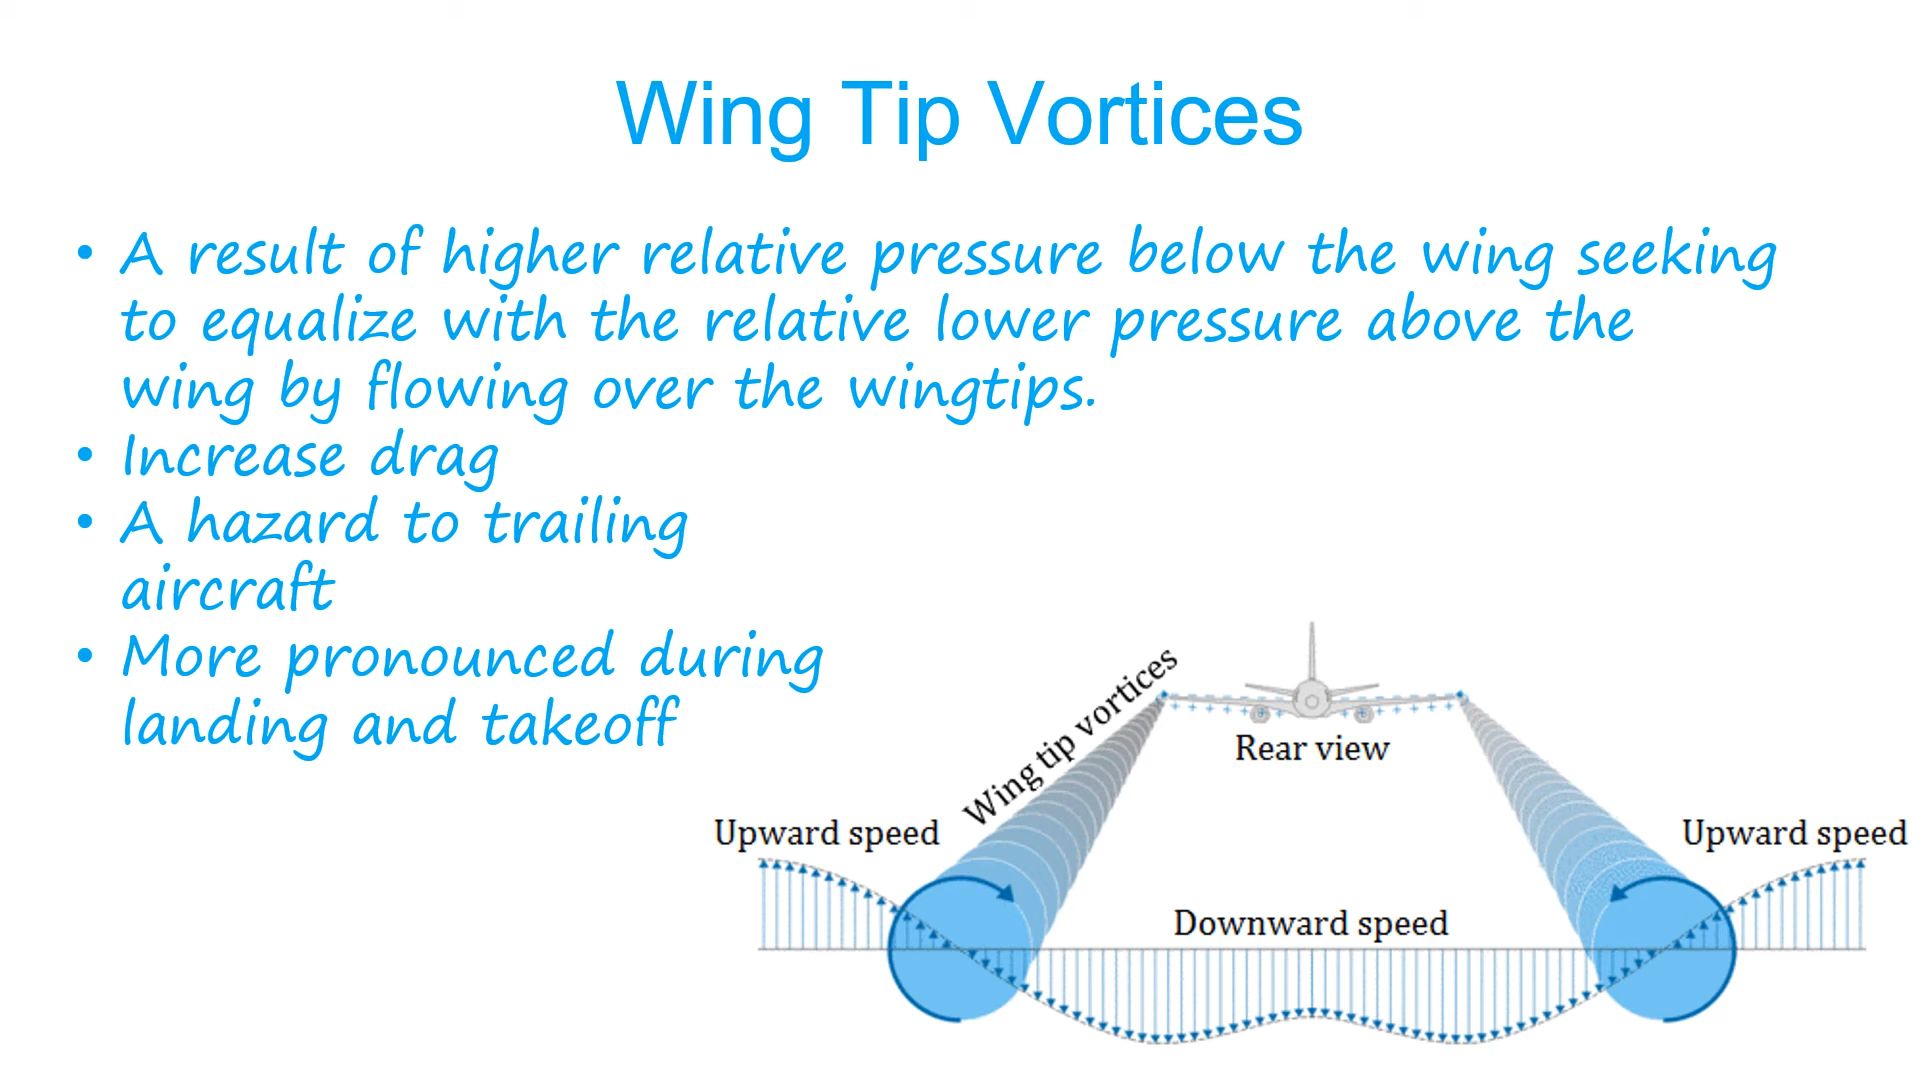 Wing Tip Vortices
• A result of higher relative pressure below the wing seeking
to equalize with the relative lower pressure above the
wing by flowing over the wingtips.
• Increase drag
• A hazard to trailing
aircraft
• More pronounced during
landing and takeoff
Wing tip vortices
Rear view
Upward speed
Upward speed
Downward speed